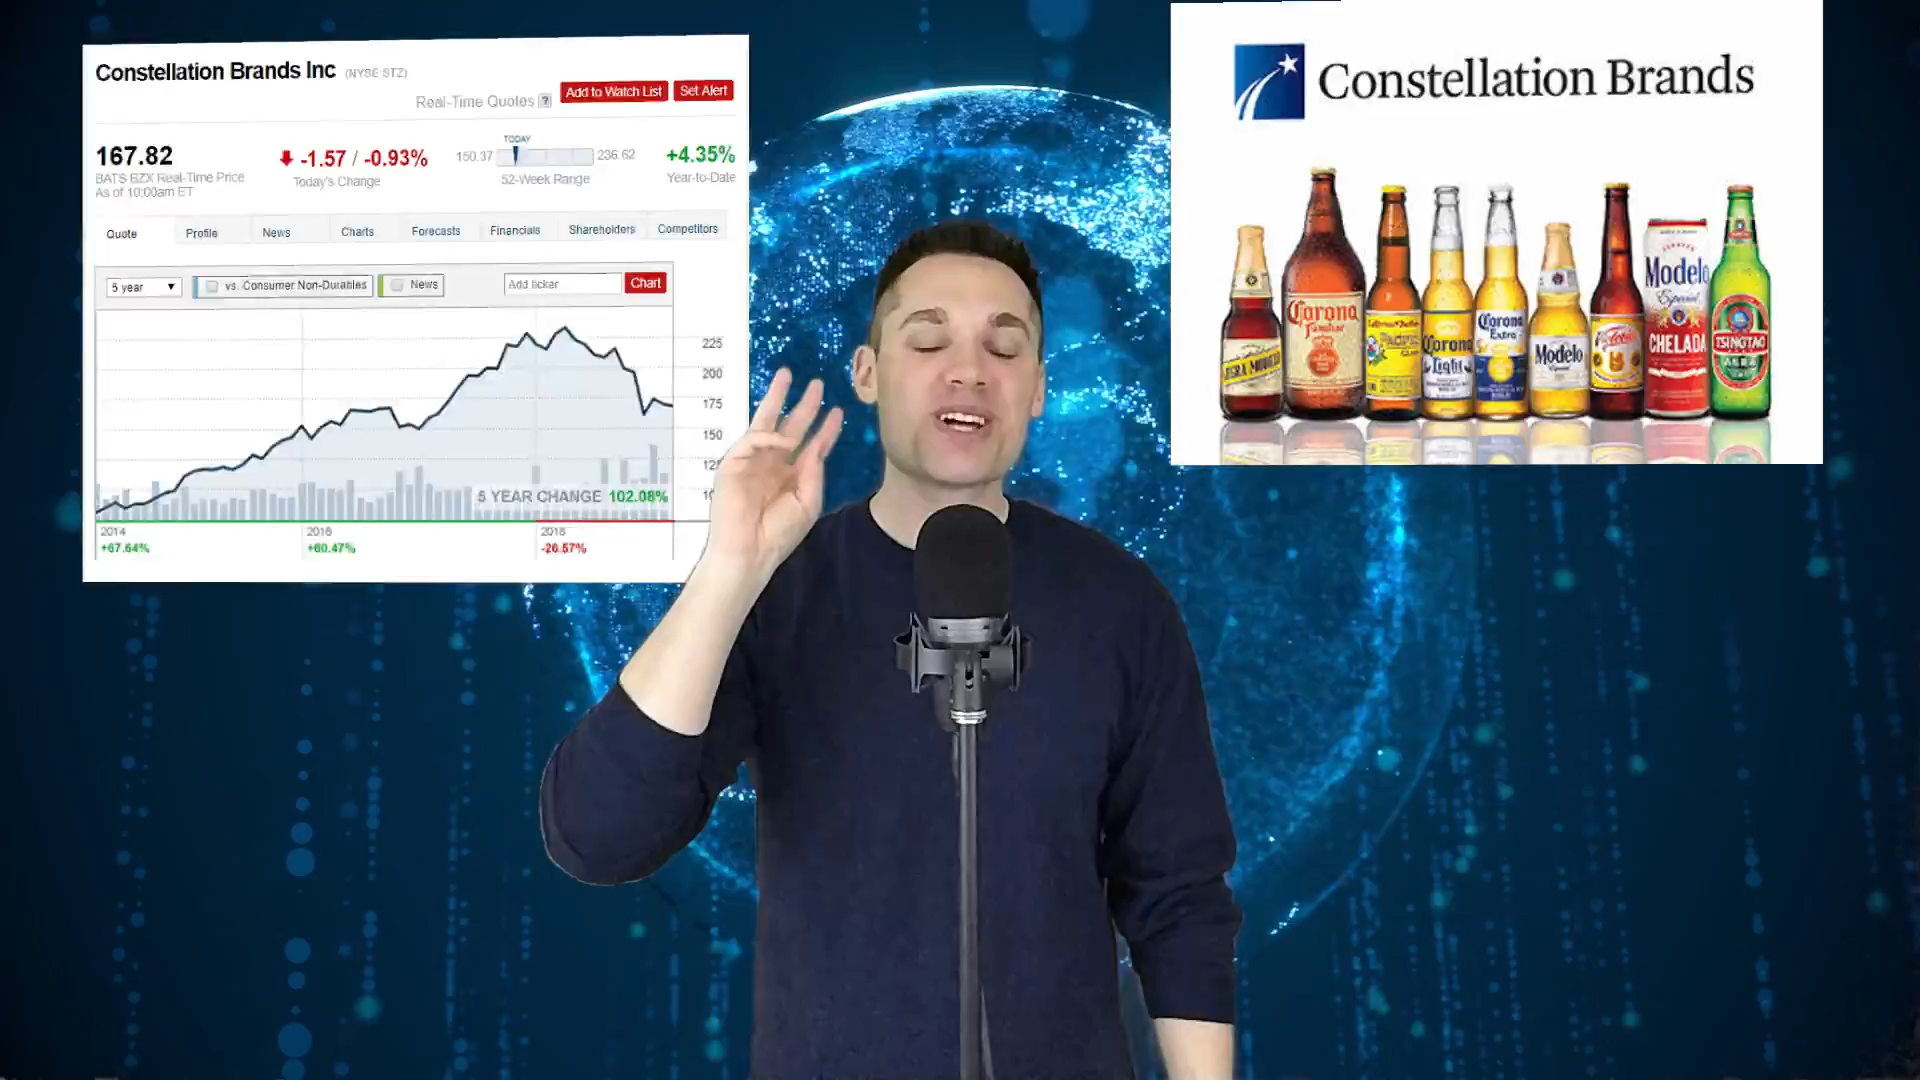 Constellation Brands Inc (NYSE:STZ)
Real-Time Quotes ? Add to Watch List Set Alert
167.82
BATS BZX Real-Time Price
As of 10:00am ET
-1.57 / -0.93%
Today's Change
TODAY
150.37 236.62
52-Week Range
+4.35%
Year-to-Date
Quote Profile News Charts Forecasts Financials Shareholders Competitors
5 year vs. Consumer Non-Durables News Add ticker Chart
225
200
175
150
5 YEAR CHANGE 102.08%
2014 2016 2018
+67.64% +60.47% -26.57%
Constellation Brands
Corona
Familiar
Corona
Light
Corona
Extra
Modelo
Modelo
Especial
CHELADA
TSINGTAO